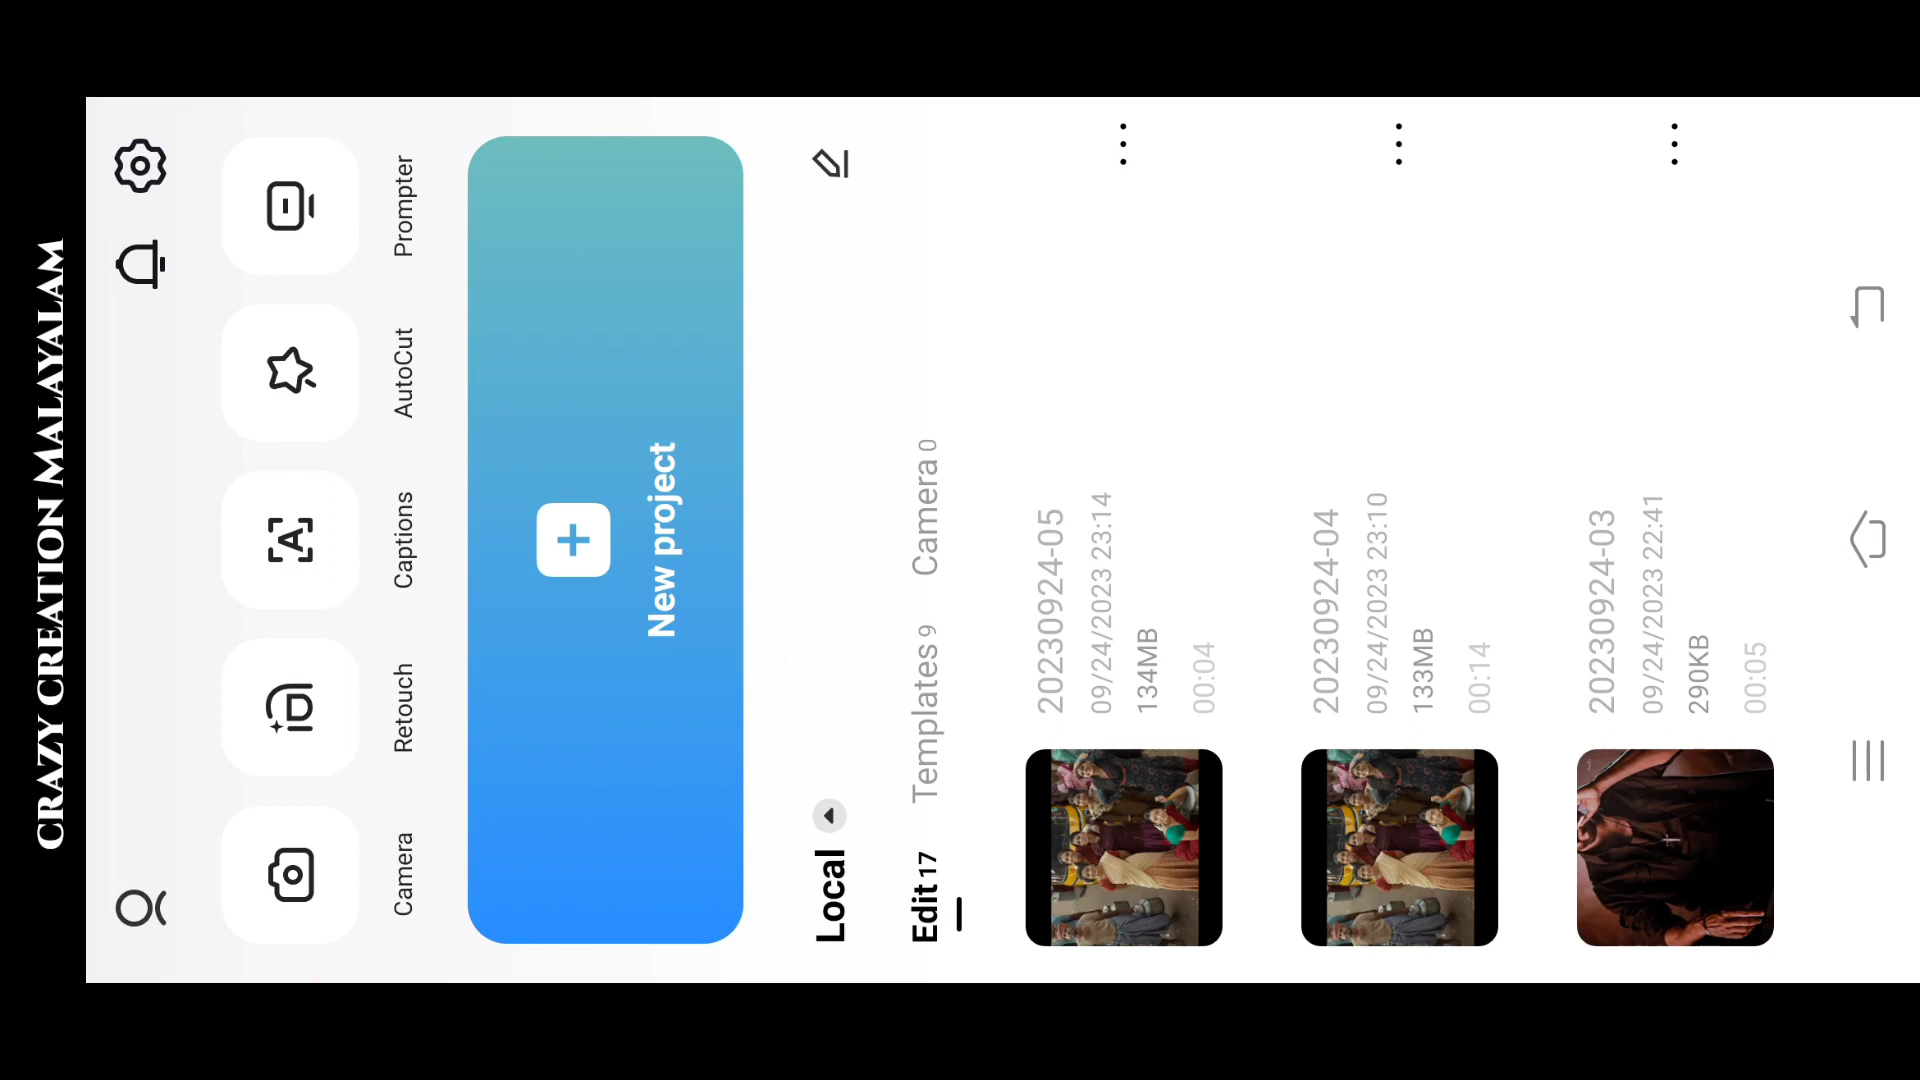 CRAZY CREATION MALAYALAM
Camera
Retouch
Captions
AutoCut
Prompter
New project
Local
Edit 17
Templates 9
Camera 0
20230924-05
09/24/2023 23:14
134MB
00:04
20230924-04
09/24/2023 23:10
133MB
00:14
20230924-03
09/24/2023 22:41
290KB
00:05